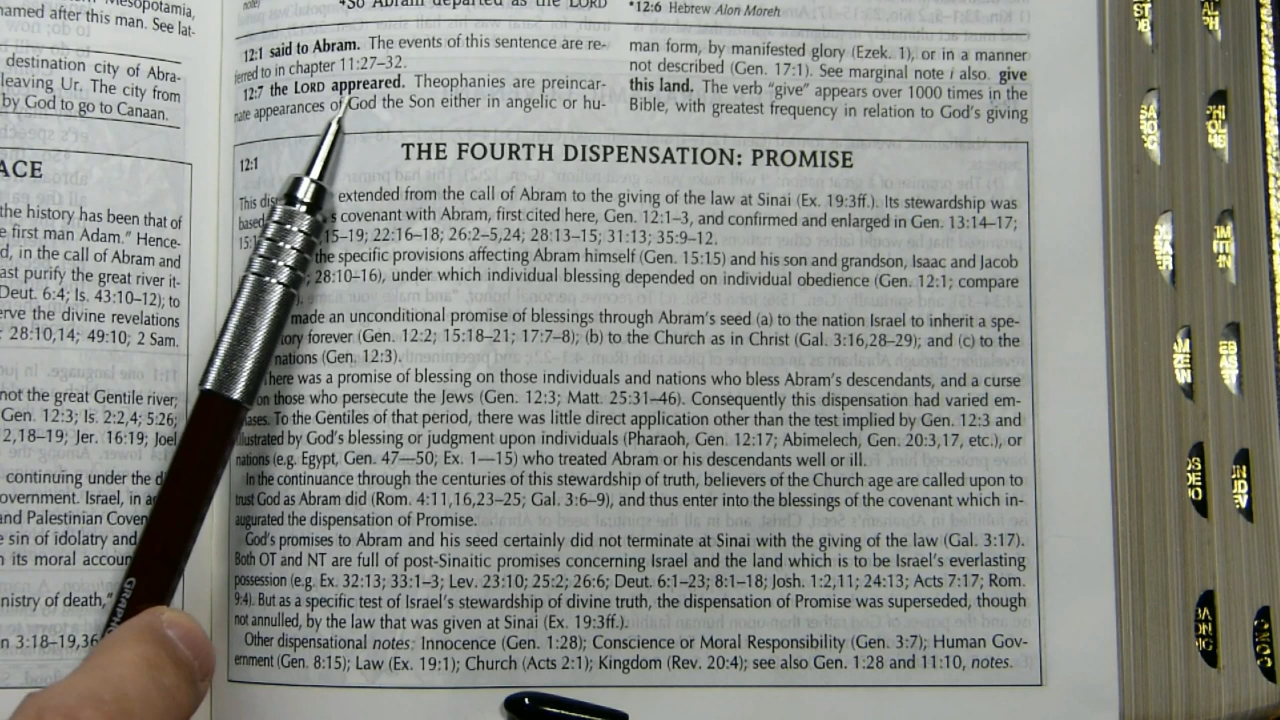 Mesopotamia,
named after this man. See lat-
destination city of Abra-
leaving Ur. The city from
by God to go to Canaan.
ACE
the history has been that of
e first man Adam." Hence-
d, in the call of Abram and
ast purify the great river it-
Deut. 6:4; Is. 43:10–12); to
erve the divine revelations
: 28:10,14; 49:10; 2 Sam.
not the great Gentile river;
Gen. 12:3; Is. 2:2,4; 5:26;
2,18–19; Jer. 16:19; Joel
continuing under the d
overnment. Israel, in a
and Palestinian Coven
e sin of idolatry and
n its moral accoun
nistry of death,"
n 3:18–19,36
note)
4So Abram departed as the LORD
12:1 said to Abram. The events of this sentence are re-
ferred to in chapter 11:27–32.
12:7 the LORD apprearred. Theophanies are preincar-
nate appearances of God the Son either in angelic or hu-
*12:6 Hebrew Alon Moreh
man form, by manifested glory (Ezek. 1), or in a manner
not described (Gen. 17:1). See marginal note i also. give
this land. The verb "give" appears over 1000 times in the
Bible, with greatest frequency in relation to God's giving
12:1
THE FOURTH DISPENSATION: PROMISE
This dis extended from the call of Abram to the giving of the law at Sinai (Ex. 19:3ff.). Its stewardship was
based s covenant with Abram, first cited here, Gen. 12:1–3, and confirmed and enlarged in Gen. 13:14–17;
15:1 ,15–19; 22:16–18; 26:2–5,24; 28:13–15; 31:13; 35:9–12.
the specific provisions affecting Abram himself (Gen. 15:15) and his son and grandson, Isaac and Jacob
; 28:10–16), under which individual blessing depended on individual obedience (Gen. 12:1; compare
).
made an unconditional promise of blessings through Abram's seed (a) to the nation Israel to inherit a spe-
tory forever (Gen. 12:2; 15:18–21; 17:7–8); (b) to the Church as in Christ (Gal. 3:16,28–29); and (c) to the
nations (Gen. 12:3).
here was a promise of blessing on those individuals and nations who bless Abram's descendants, and a curse
on those who persecute the Jews (Gen. 12:3; Matt. 25:31–46). Consequently this dispensation had varied em-
ases. To the Gentiles of that period, there was little direct application other than the test implied by Gen. 12:3 and
illustrated by God's blessing or judgment upon individuals (Pharaoh, Gen. 12:17; Abimelech, Gen. 20:3,17, etc.), or
nations (e.g. Egypt, Gen. 47—50; Ex. 1—15) who treated Abram or his descendants well or ill.
In the continuance through the centuries of this stewardship of truth, believers of the Church age are called upon to
trust God as Abram did (Rom. 4:11,16,23–25; Gal. 3:6–9), and thus enter into the blessings of the covenant which in-
augurated the dispensation of Promise.
God's promises to Abram and his seed certainly did not terminate at Sinai with the giving of the law (Gal. 3:17).
Both OT and NT are full of post-Sinaitic promises concerning Israel and the land which is to be Israel's everlasting
possession (e.g. Ex. 32:13; 33:1–3; Lev. 23:10; 25:2; 26:6; Deut. 6:1–23; 8:1–18; Josh. 1:2,11; 24:13; Acts 7:17; Rom.
9:4). But as a specific test of Israel's stewardship of divine truth, the dispensation of Promise was superseded, though
not annulled, by the law that was given at Sinai (Ex. 19:3ff.).
Other dispensational notes: Innocence (Gen. 1:28); Conscience or Moral Responsibility (Gen. 3:7); Human Gov-
ernment (Gen. 8:15); Law (Ex. 19:1); Church (Acts 2:1); Kingdom (Rev. 20:4); see also Gen. 1:28 and 11:10, notes.
GRAPH